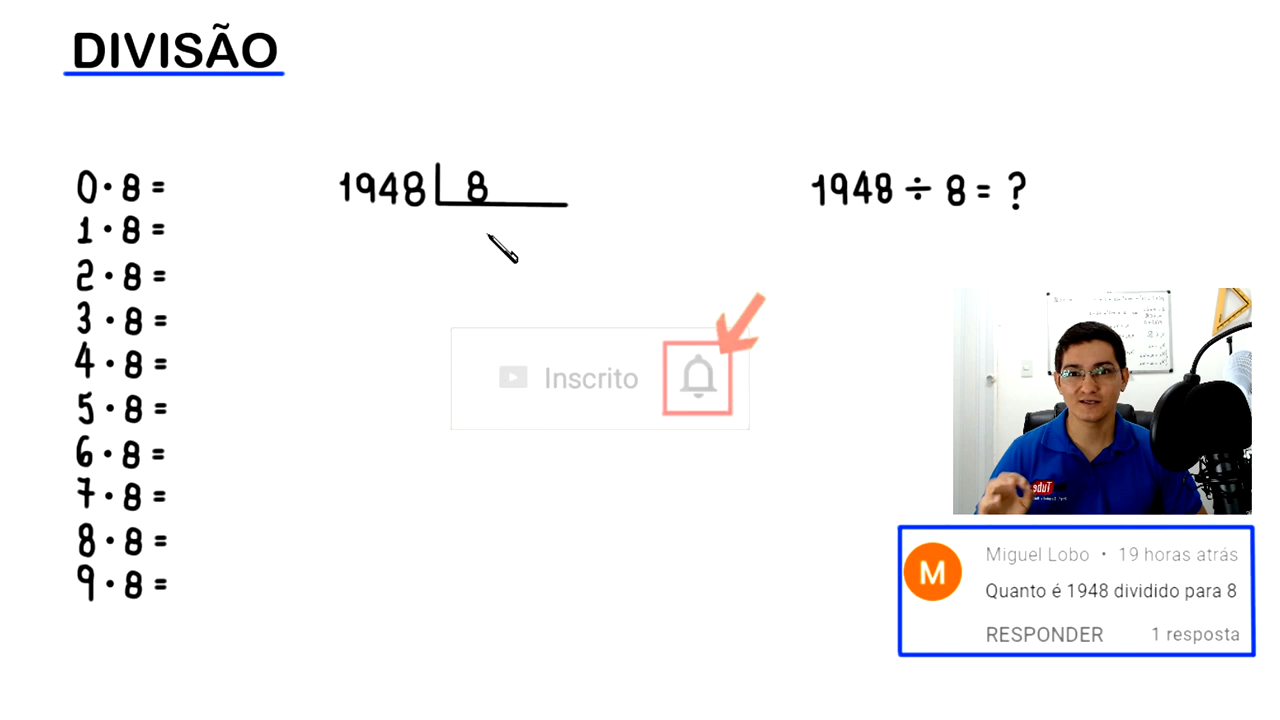 DIVISÃO
0 · 8 =
1 · 8 =
2 · 8 =
3 · 8 =
4 · 8 =
5 · 8 =
6 · 8 =
7 · 8 =
8 · 8 =
9 · 8 =
1948 8
1948 ÷ 8 = ?
Inscrito
M
Miguel Lobo • 19 horas atrás
Quanto é 1948 dividido para 8
RESPONDER 1 resposta